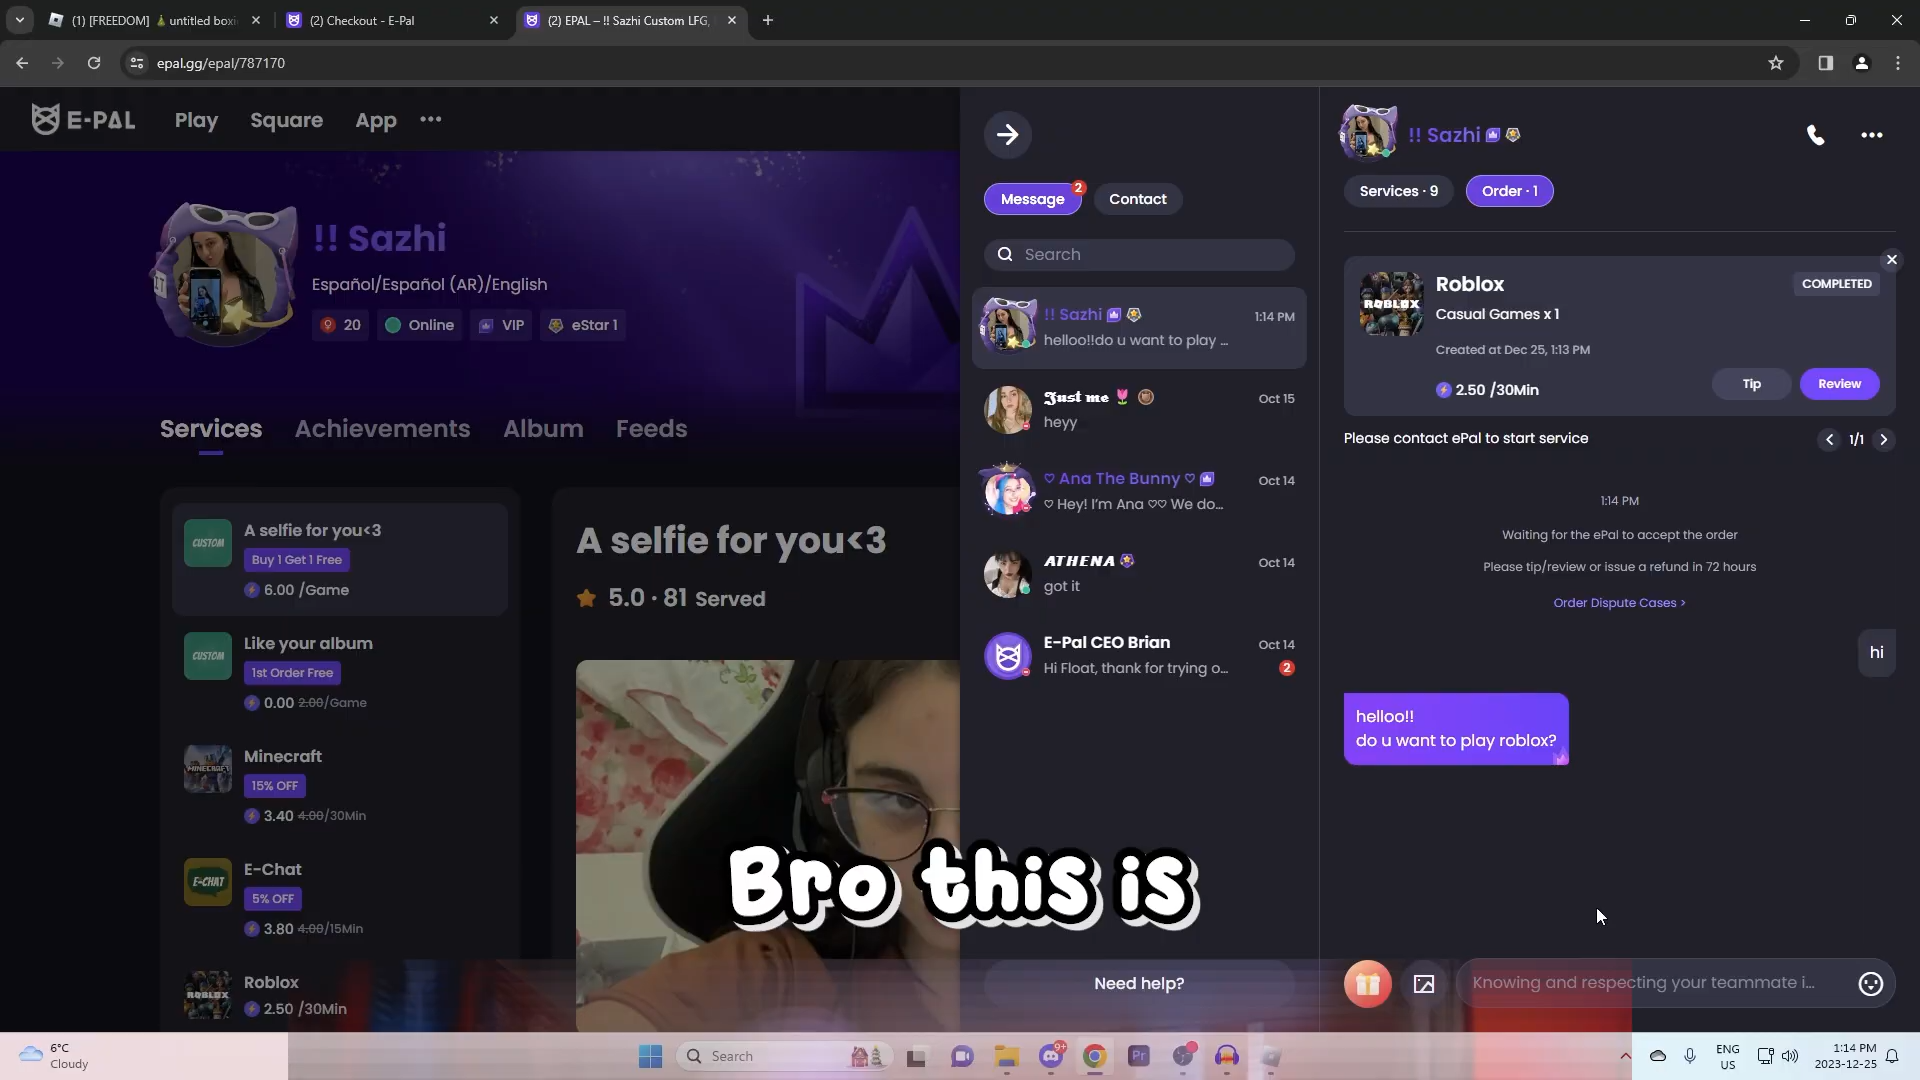 (1) [FREEDOM] 🎄 untitled boxi
(2) Checkout - E-Pal
(2) EPAL – !! Sazhi Custom LFG,
epal.gg/epal/787170
E-PAL
Play
Square
App
!! Sazhi
Español/Español (AR)/English
20
Online
VIP
eStar 1
Services
Achievements
Album
Feeds
CUSTOM
A selfie for you<3
Buy 1 Get 1 Free
6.00 /Game
CUSTOM
Like your album
1st Order Free
0.00 2.00/Game
MINECRAFT
Minecraft
15% OFF
3.40 4.00/30Min
E-CHAT
E-Chat
5% OFF
3.80 4.00/15Min
ROBLOX
Roblox
2.50 /30Min
A selfie for you<3
5.0 · 81 Served
Message
2
Contact
Search
!! Sazhi
1:14 PM
helloo!!do u want to play ...
𝕵𝖚𝖘𝖙 𝖒𝖊 🌷
Oct 15
heyy
♡ Ana The Bunny ♡
Oct 14
♡ Hey! I'm Ana ♡♡ We do...
ATHENA
Oct 14
got it
E-Pal CEO Brian
Oct 14
Hi Float, thank for trying o...
2
Need help?
!! Sazhi
Services · 9
Order · 1
ROBLOX
Roblox
COMPLETED
Casual Games x 1
Created at Dec 25, 1:13 PM
2.50 /30Min
Tip
Review
Please contact ePal to start service
1/1
1:14 PM
Waiting for the ePal to accept the order
Please tip/review or issue a refund in 72 hours
Order Dispute Cases >
hi
helloo!!
do u want to play roblox?
Knowing and respecting your teammate i...
Bro this is
6°C
Cloudy
Search
9+
Pr
ENG
US
1:14 PM
2023-12-25